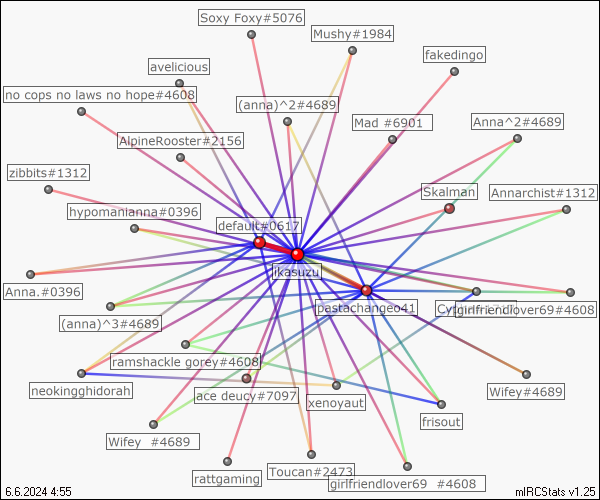 Soxy Foxy#5076
Mushy#1984
fakedingo
avelicious
no cops no laws no hope#4608
(anna)^2#4689
Mad #6901
Anna^2#4689
AlpineRooster#2156
zibbits#1312
Skalman
Annarchist#1312
hypomanianna#0396
default#0617
jikasuzu
Anna.#0396
pastachangeo41
girlfriendlover69#4608
(anna)^3#4689
ramshackle gorey#4608
neokingghidorah
ace deucy#7097
xenoyaut
Wifey#4689
frisout
Wifey #4689
rattgaming
Toucan#2473
girlfriendlover69 #4608
6.6.2024 4:55
mIRCStats v1.25